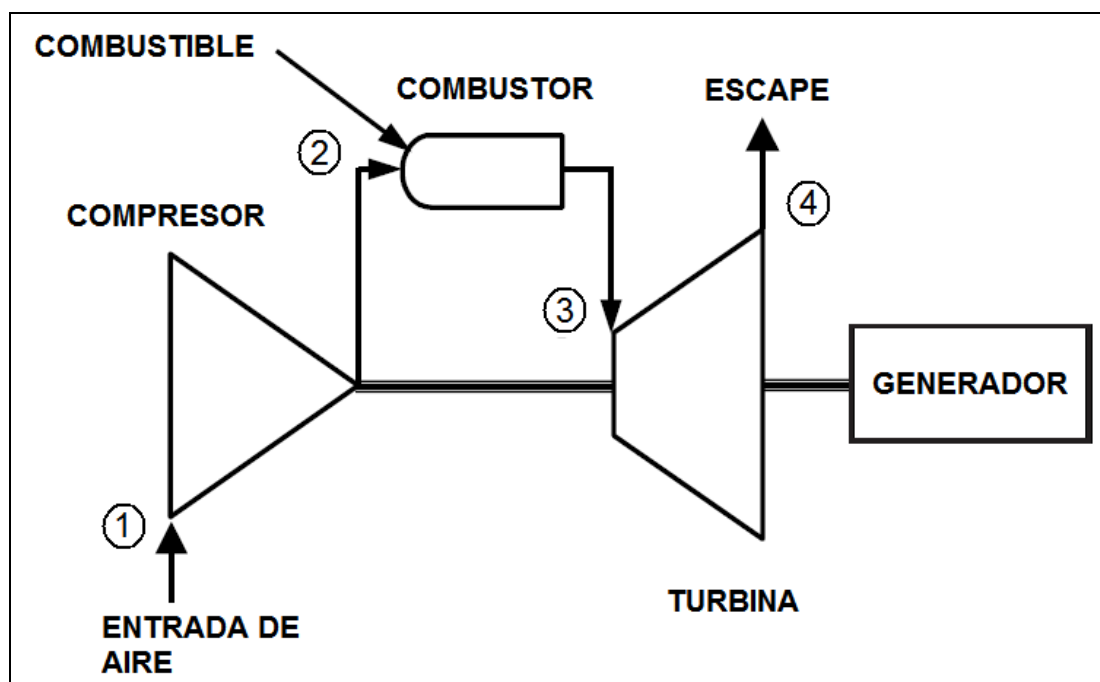 COMBUSTIBLE
COMBUSTOR
ESCAPE
2
4
COMPRESOR
3
GENERADOR
1
TURBINA
ENTRADA DE
AIRE